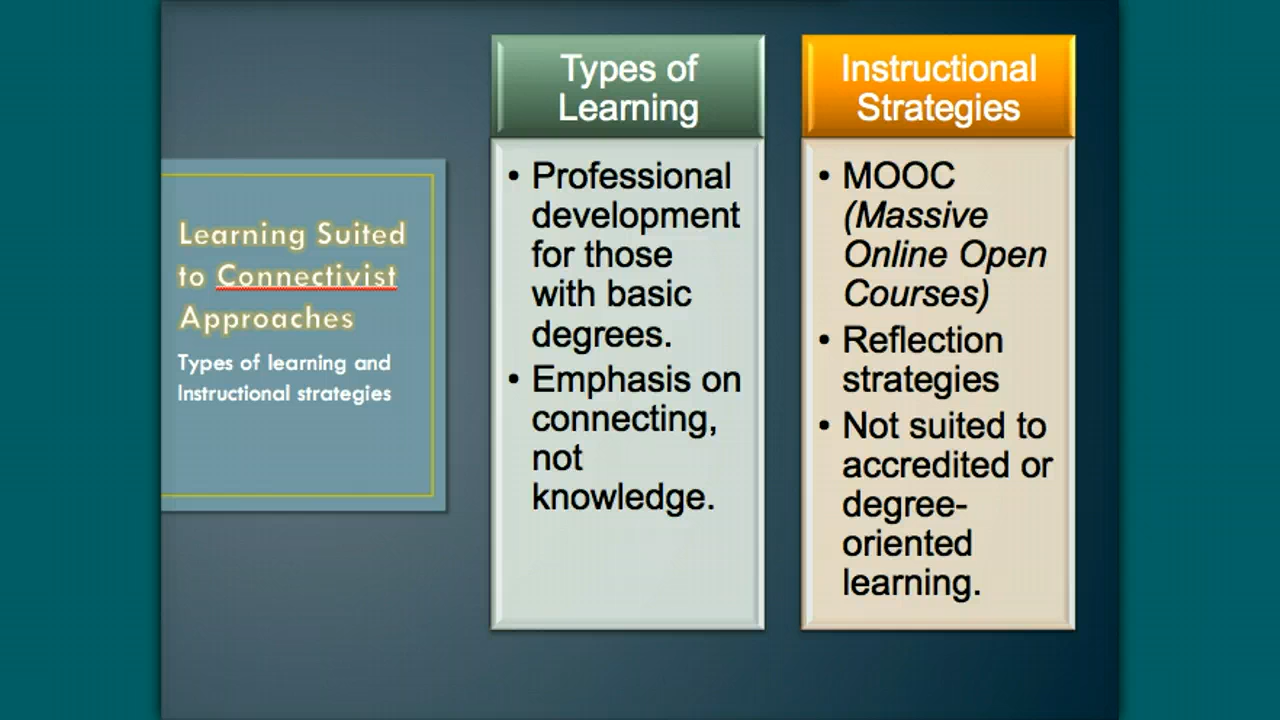 Learning Suited
to Connectivist
Approaches
Types of learning and
Instructional strategies
Types of
Learning
• Professional
development
for those
with basic
degrees.
• Emphasis on
connecting,
not
knowledge.
Instructional
Strategies
• MOOC
(Massive
Online Open
Courses)
• Reflection
strategies
• Not suited to
accredited or
degree-
oriented
learning.